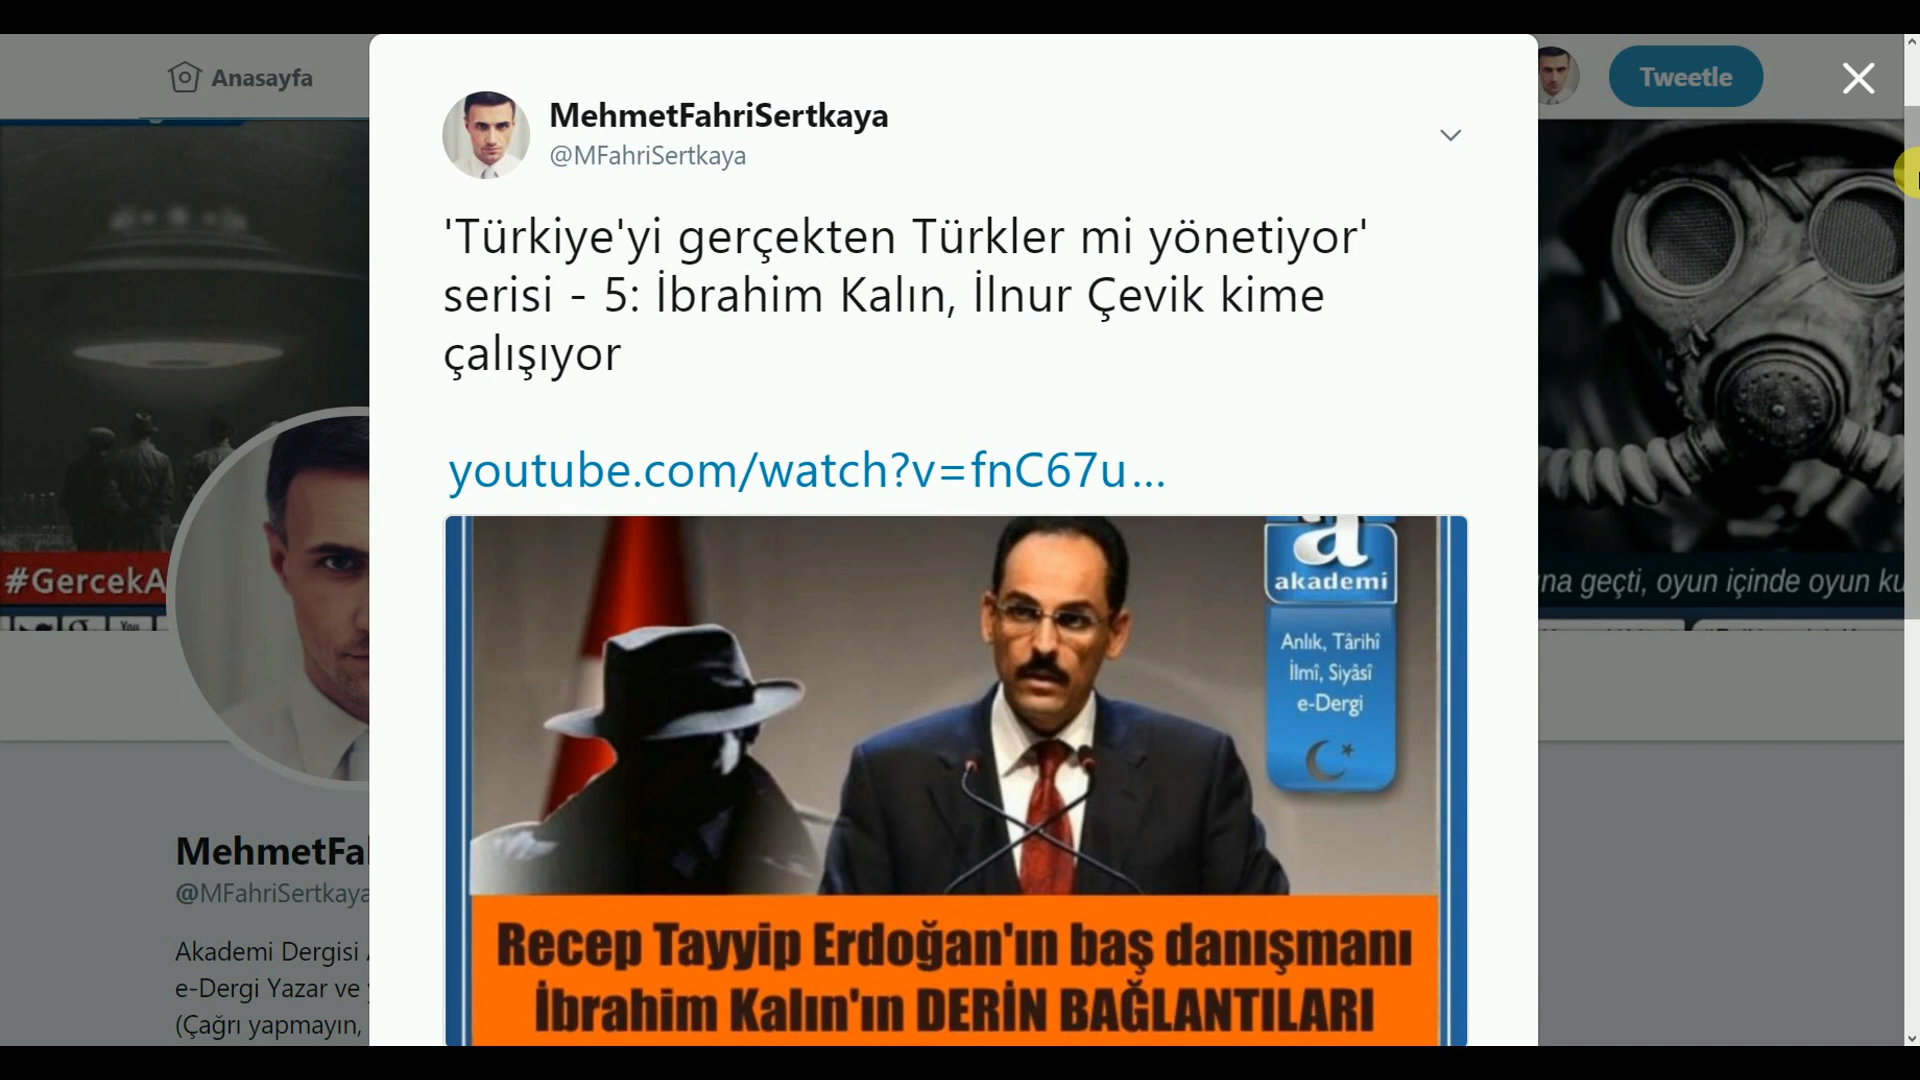 Anasayfa
Tweetle
MehmetFahriSertkaya
@MFahriSertkaya
'Türkiye'yi gerçekten Türkler mi yönetiyor'
serisi - 5: İbrahim Kalın, İlnur Çevik kime
çalışıyor
youtube.com/watch?v=fnC67u...
a
akademi
Anlık, Târihî
İlmî, Siyâsî
e-Dergi
Recep Tayyip Erdoğan'ın baş danışmanı
İbrahim Kalın'ın DERİN BAĞLANTILARI
#GercekA
You
na geçti, oyun içinde oyun ku
MehmetFa
@MFahriSertkaya
Akademi Dergisi
e-Dergi Yazar ve
(Çağrı yapmayın,